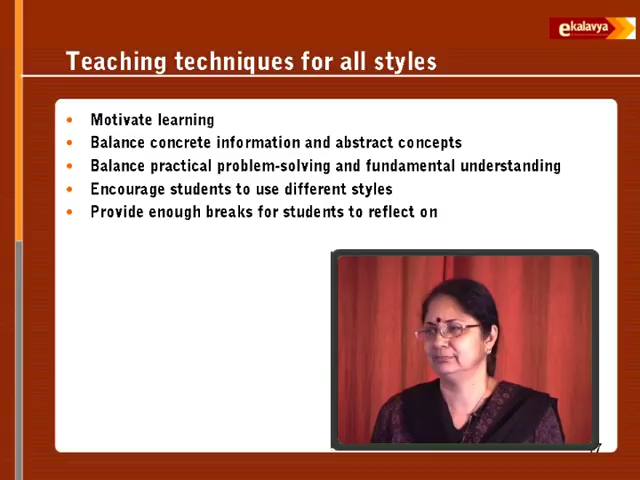 ekalavya
Teaching techniques for all styles
Motivate learning
Balance concrete information and abstract concepts
Balance practical problem-solving and fundamental understanding
Encourage students to use different styles
Provide enough breaks for students to reflect on